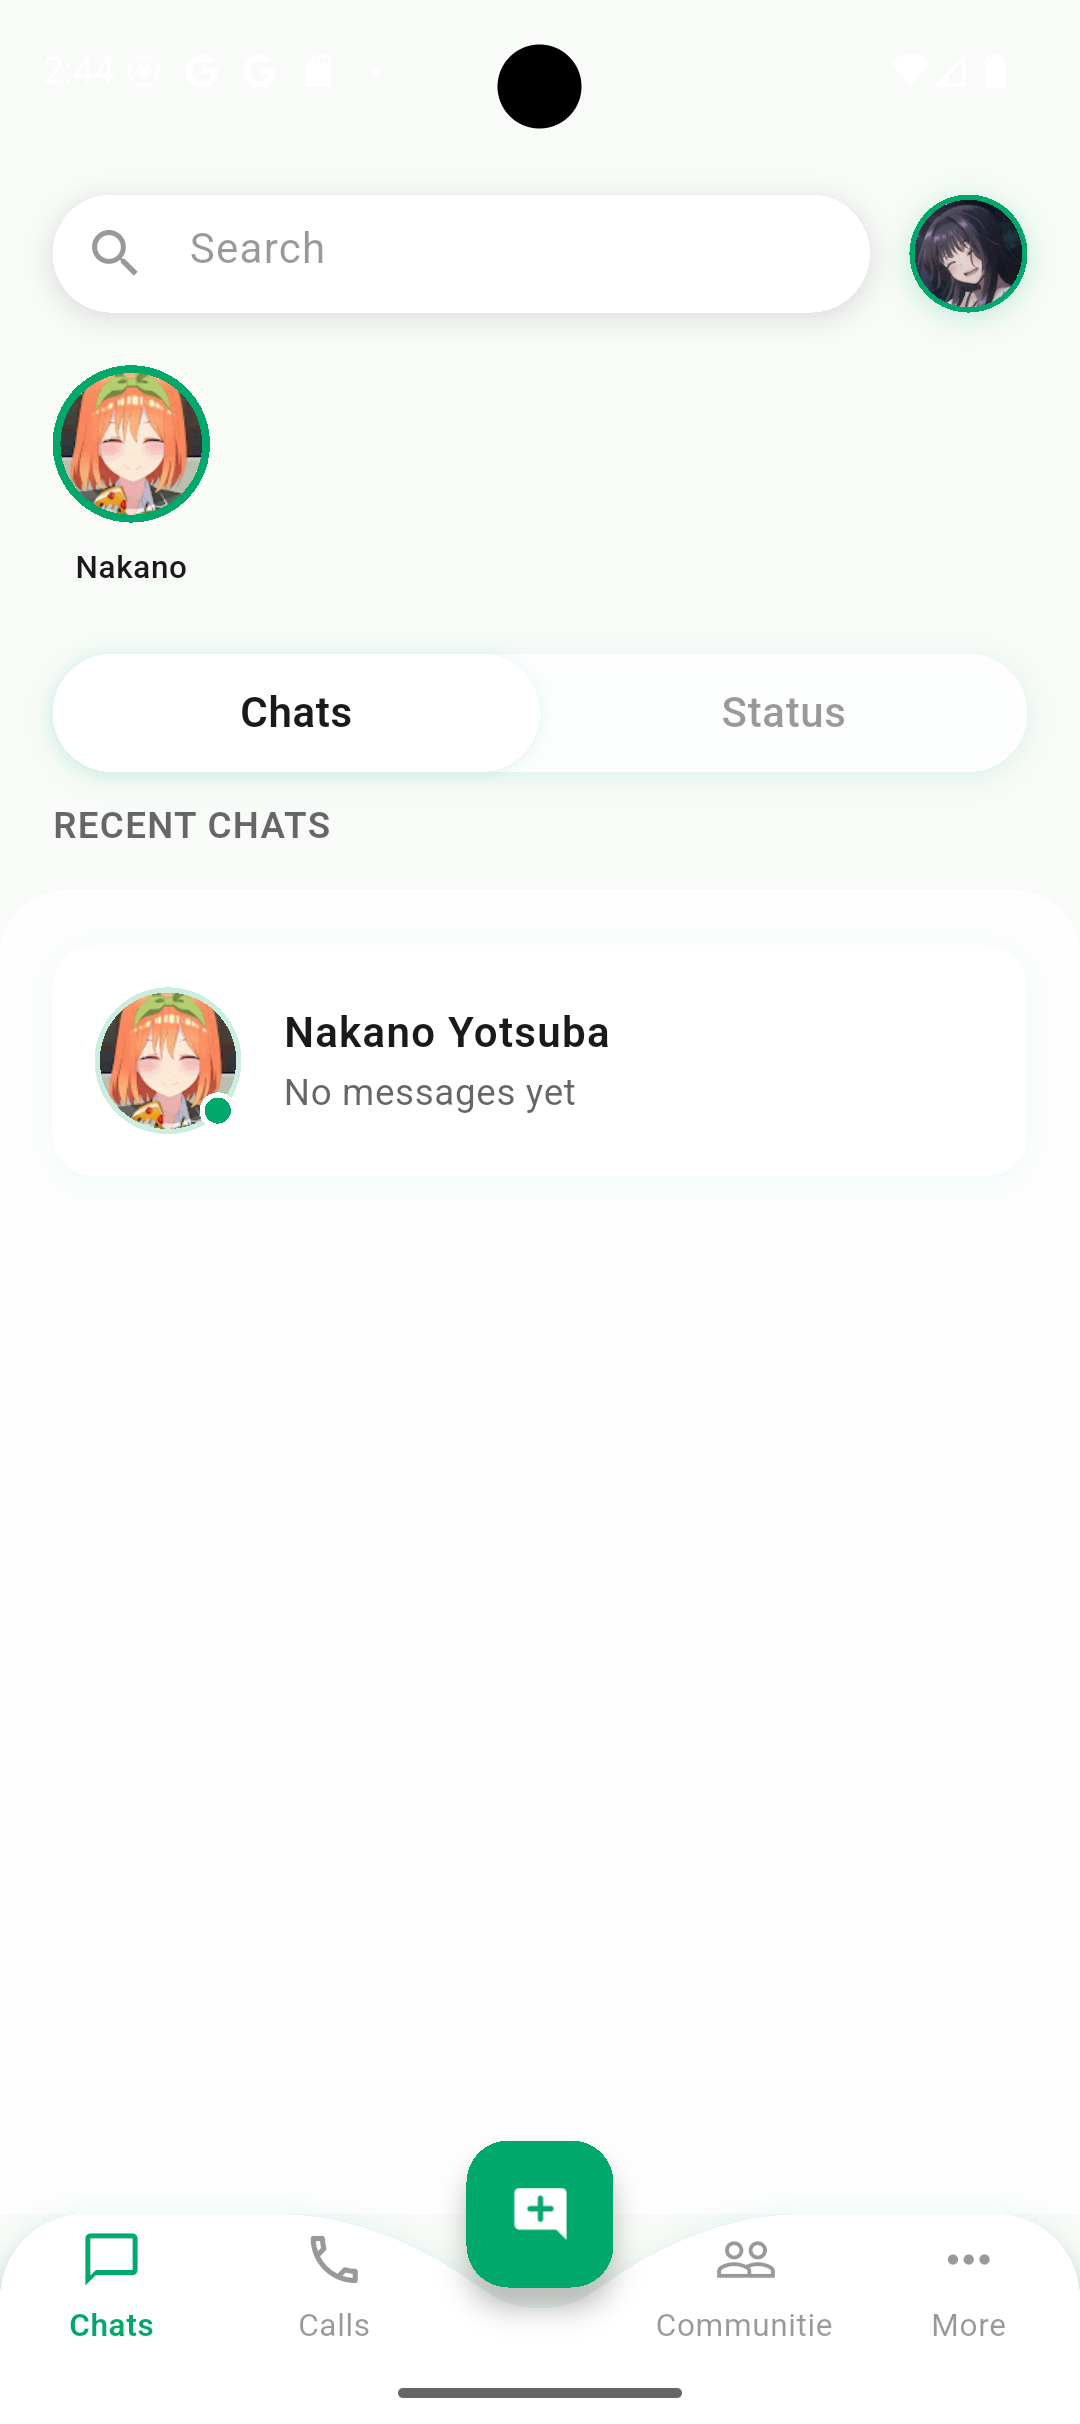 2:44
Search
Nakano
Chats
Status
RECENT CHATS
Nakano Yotsuba
No messages yet
Chats
Calls
Communitie
More